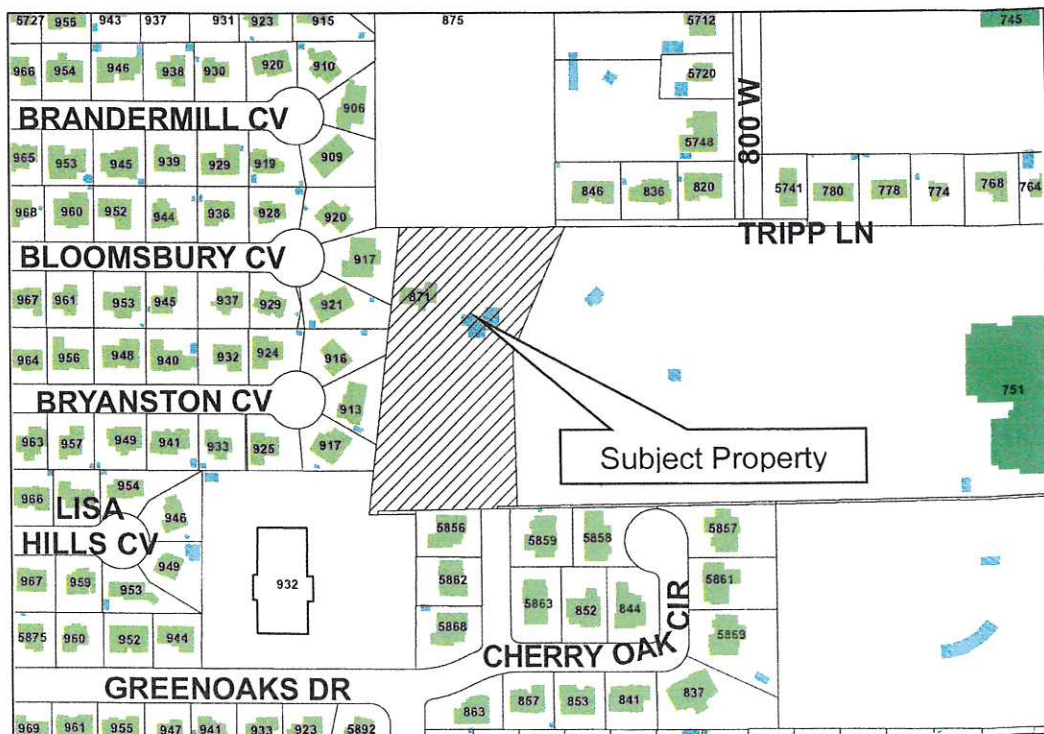 5727 955 943 937 931 923 915 875 5712 745
966 954 946 938 930 920 910 5720
906
BRANDERMILL CV 800 W
5748
965 953 945 939 929 919 909
846 836 820 5741 780 778 774 768 764
968 960 952 944 936 928 920
TRIPP LN
BLOOMSBURY CV 917
967 961 953 945 937 929 921 871
964 956 948 940 932 924 916
751
BRYANSTON CV 913
963 957 949 941 933 925 917
Subject Property
966 954
LISA 946
5856 5859 5858 5857
HILLS CV 949
967 959 953 932 5862 5863 852 844 5861
CIR
5875 960 952 944 5868 5869
CHERRY OAK
GREENOAKS DR 837
863 857 853 841
969 961 955 947 941 933 923 5892